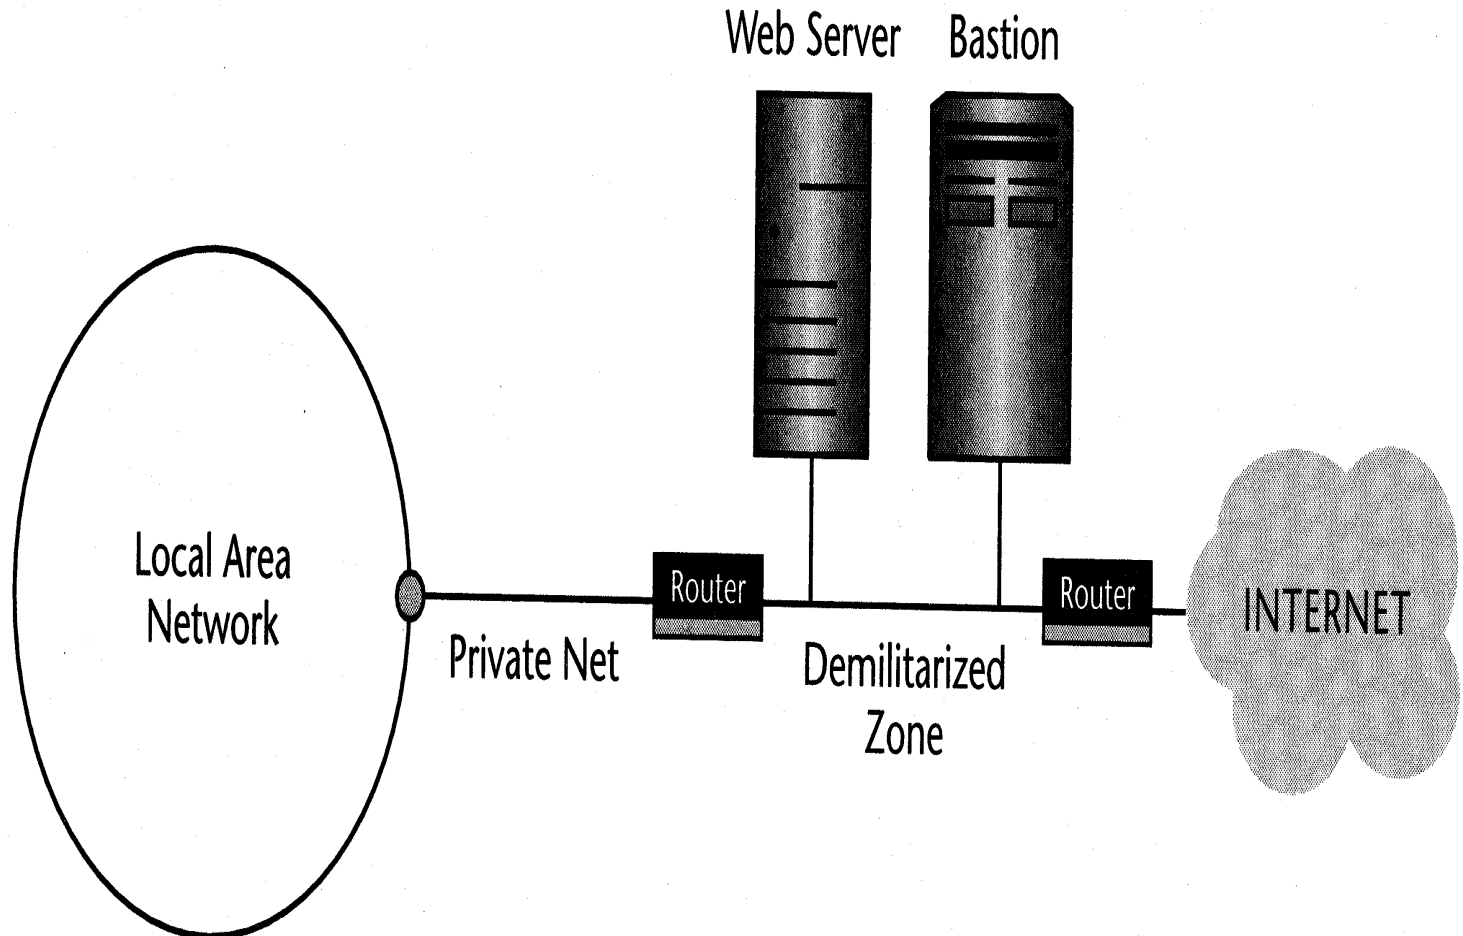 Web Server
Bastion
Local Area
Network
Router
Router
INTERNET
Private Net
Demilitarized
Zone